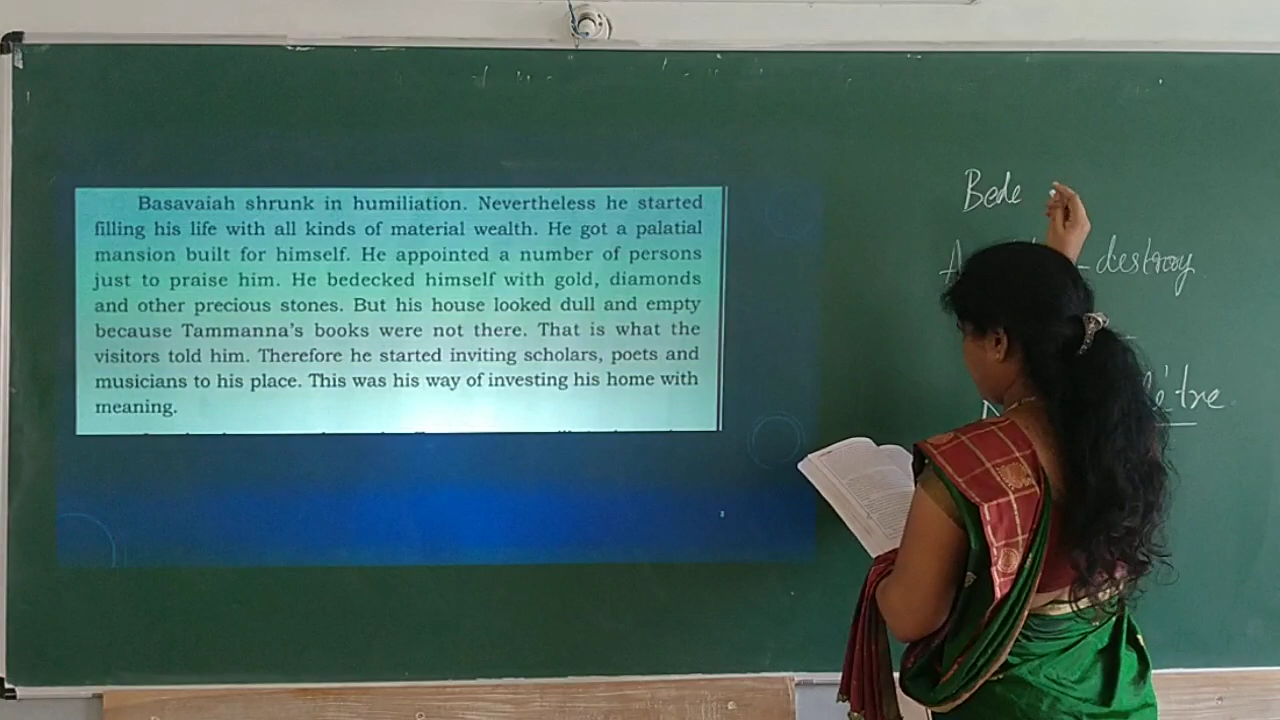 Basavaiah shrunk in humiliation. Nevertheless he started
filling his life with all kinds of material wealth. He got a palatial
mansion built for himself. He appointed a number of persons
just to praise him. He bedecked himself with gold, diamonds
and other precious stones. But his house looked dull and empty
because Tammanna's books were not there. That is what the
visitors told him. Therefore he started inviting scholars, poets and
musicians to his place. This was his way of investing his home with
meaning.
Bede
-destroy